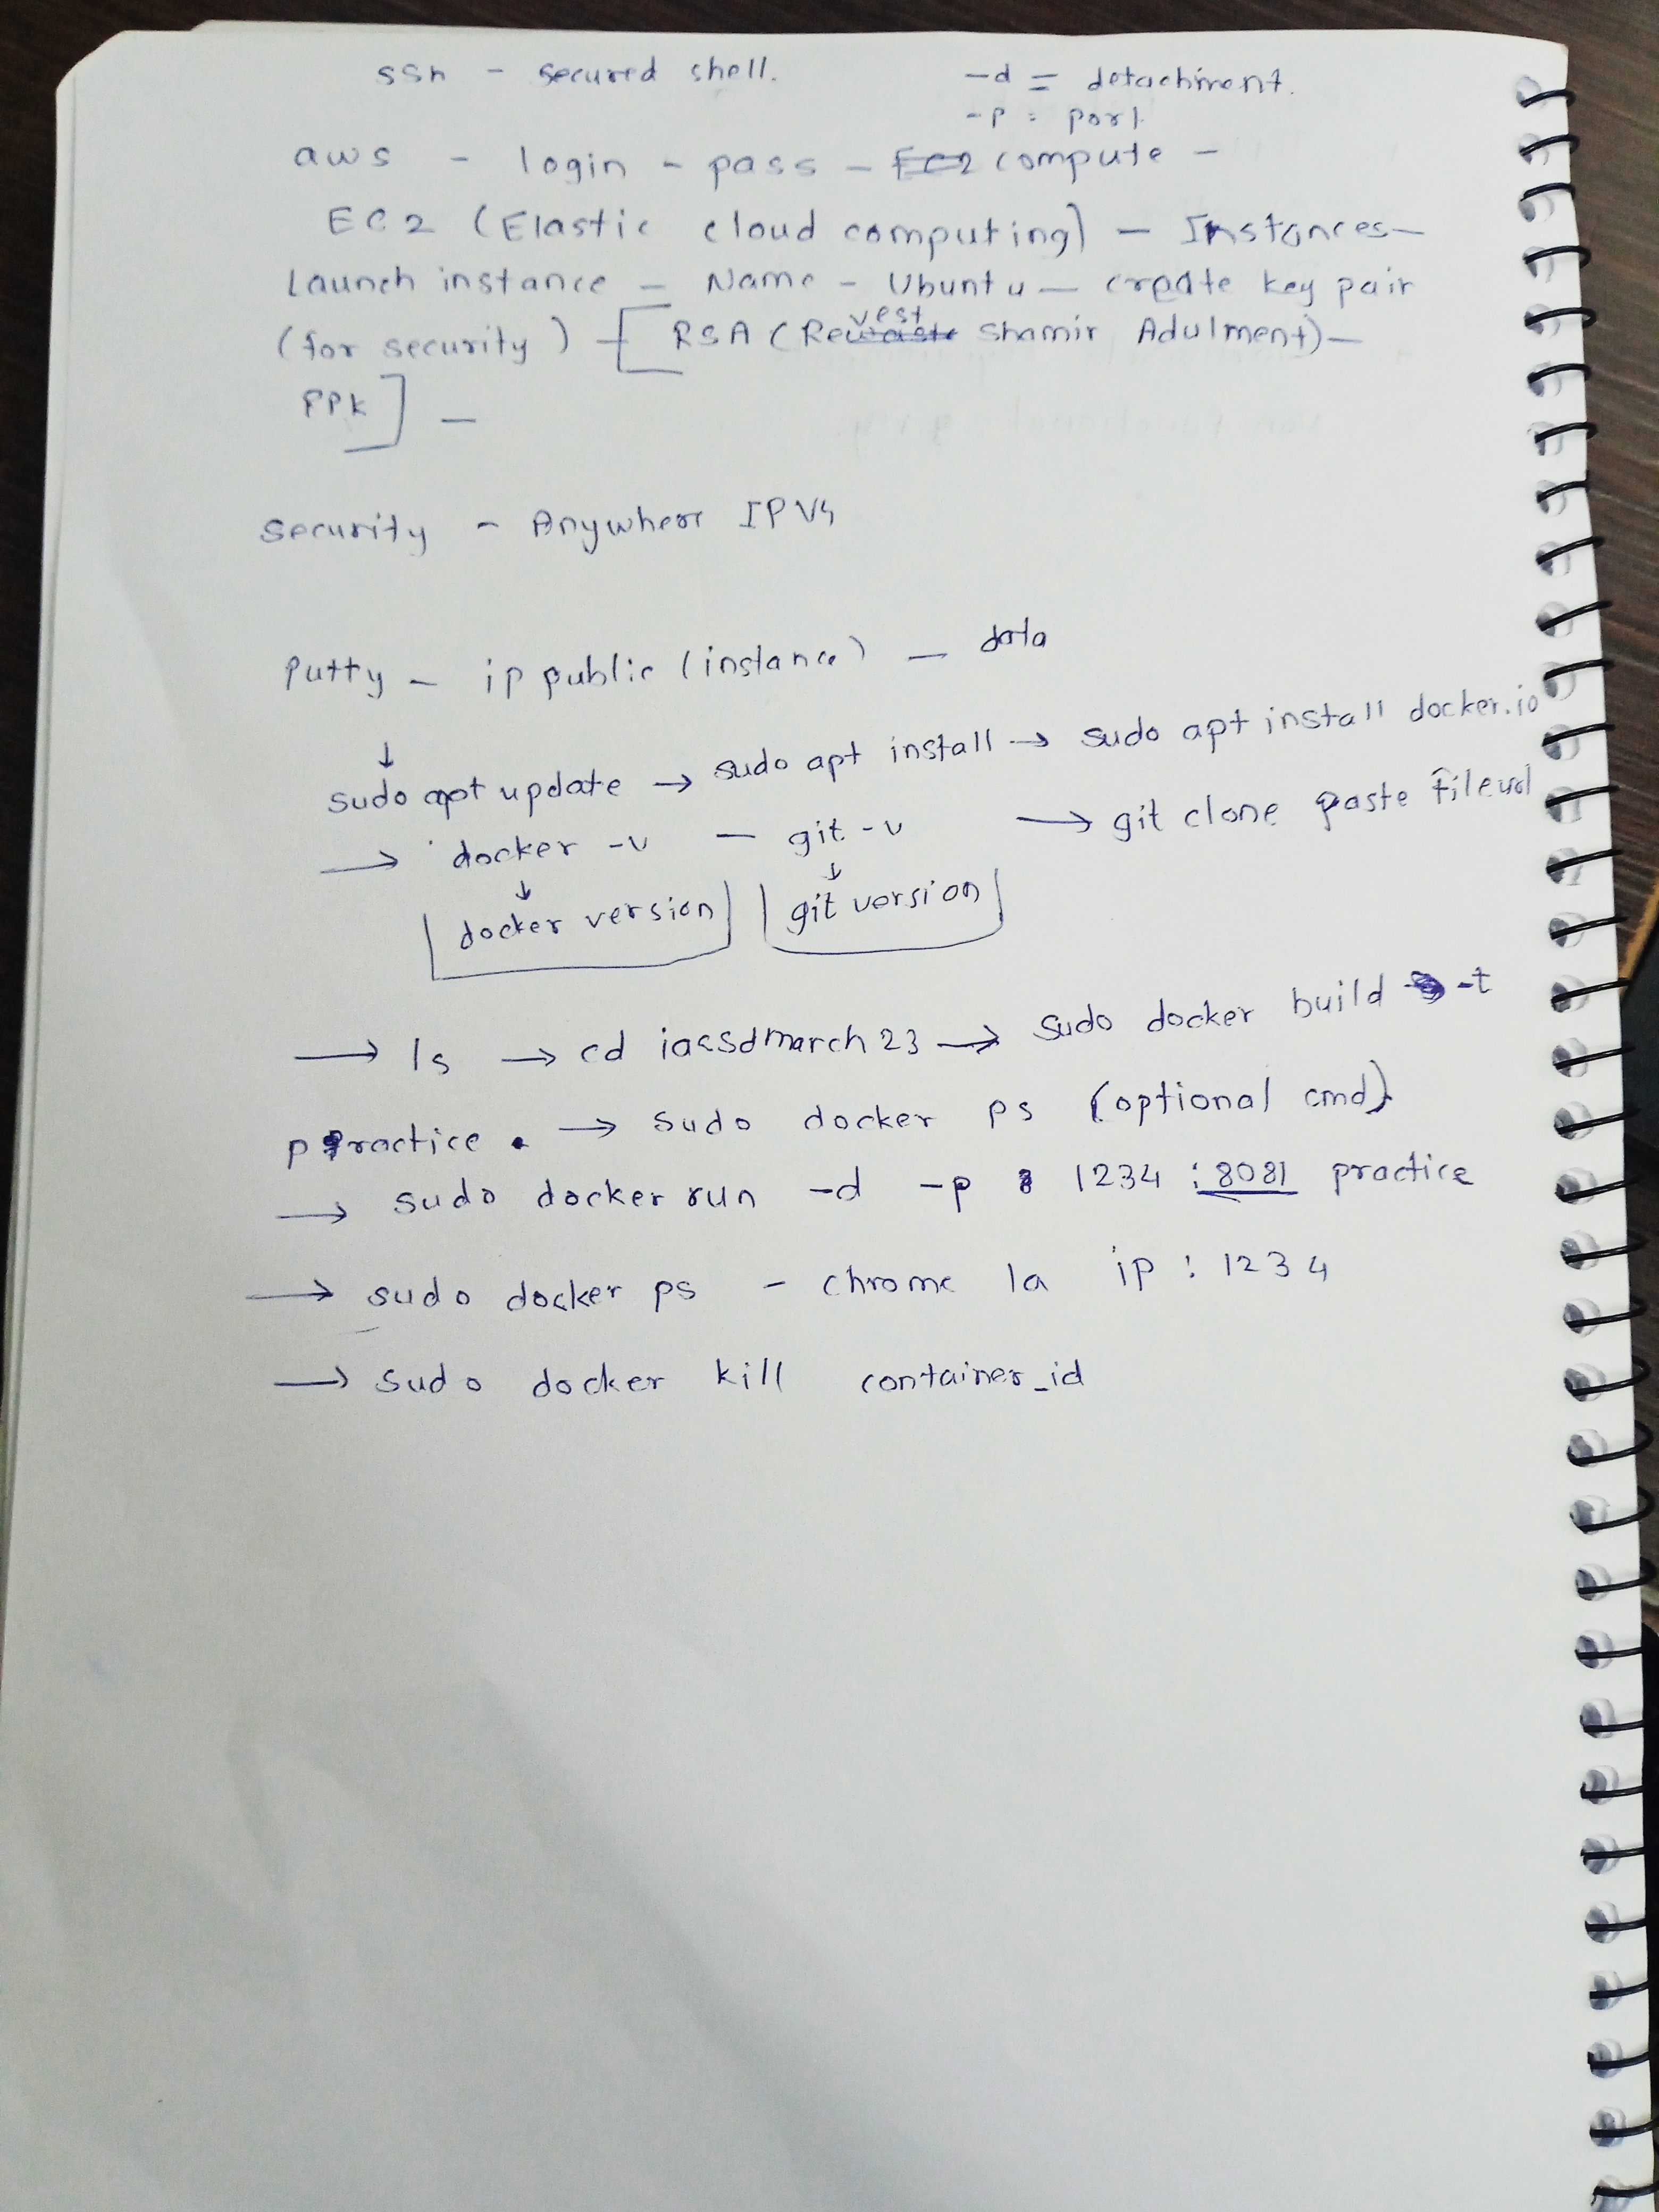 ssh - secured shell.
-d = detachment.
-p : port.
aws - login - pass - EC2 compute -
EC2 (Elastic cloud computing) - Instances -
Launch instance - Name - Ubuntu - create key pair
(for security) - [ RSA (Revest Shamir Adulment) -
PPK ] -
Security - Anywhere IPV4
Putty - ip public (instance) - data
↓
sudo apt update → sudo apt install → sudo apt install docker.io
→ docker -v - git -v → git clone paste fileurl
↓ ↓
docker version git version
→ ls → cd iacsdmarch23 → sudo docker build -t
practice . → sudo docker ps (optional cmd)
→ sudo docker run -d -p 1234 :8081 practice
→ sudo docker ps - chrome la ip : 1234
→ sudo docker kill container_id